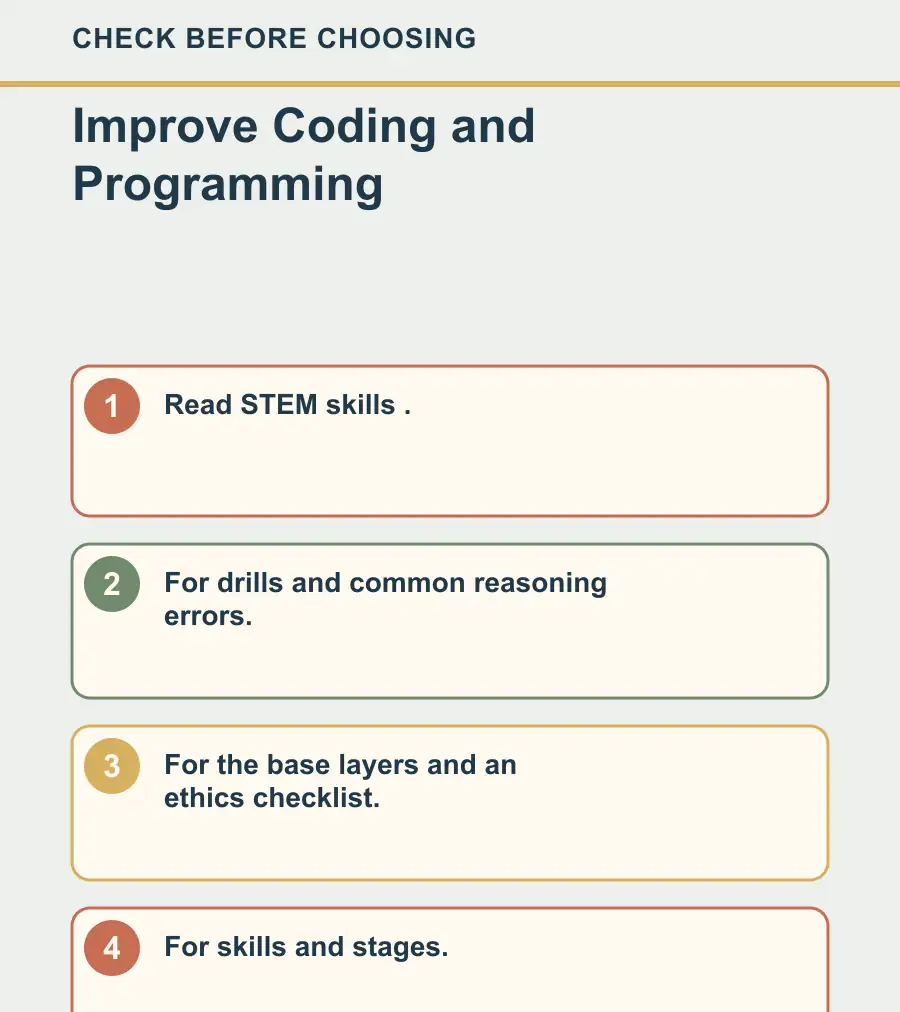 CHECK BEFORE CHOOSING
Improve Coding and
Programming
1
Read STEM skills .
2
For drills and common reasoning
errors.
3
For the base layers and an
ethics checklist.
4
For skills and stages.